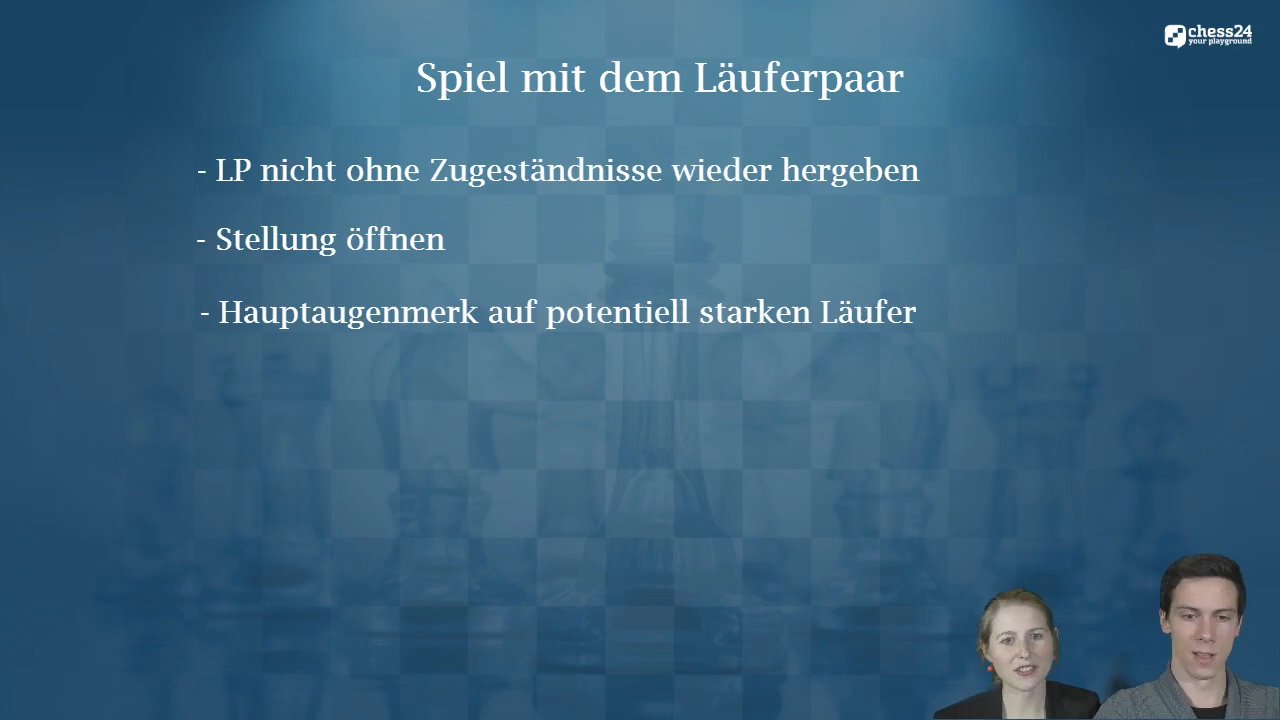 chess24
your playground
Spiel mit dem Läuferpaar
- LP nicht ohne Zugeständnisse wieder hergeben
- Stellung öffnen
- Hauptaugenmerk auf potentiell starken Läufer